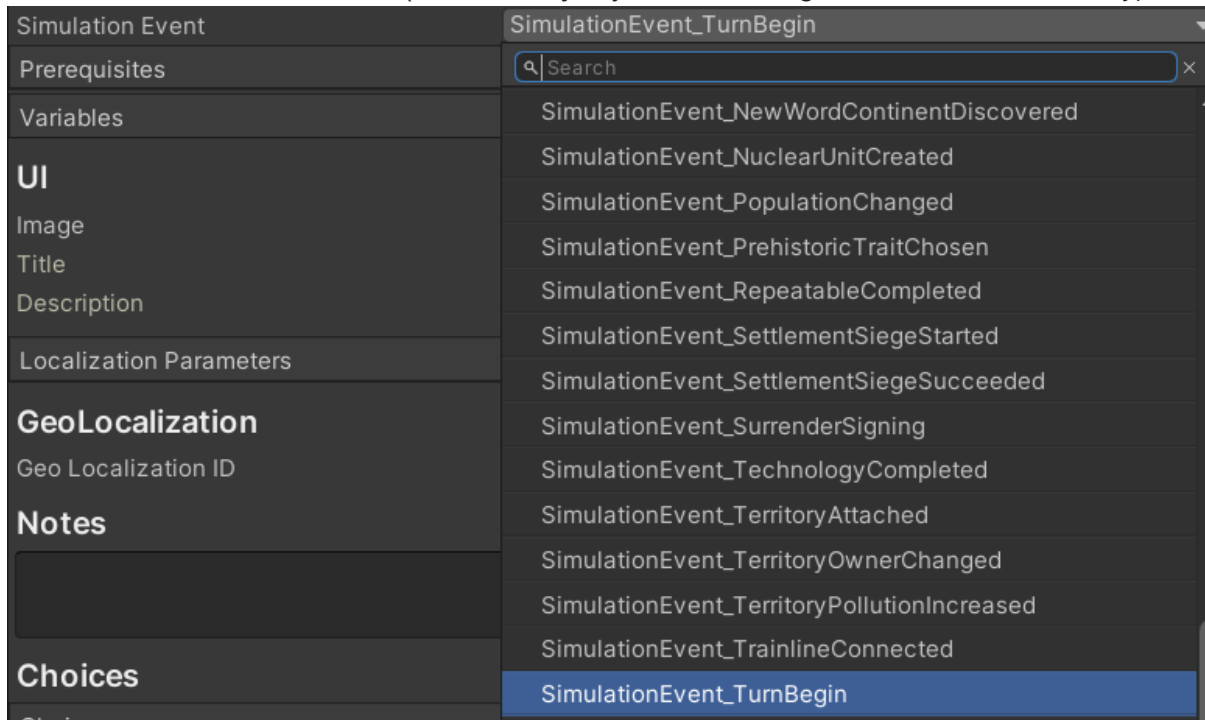 Simulation Event
SimulationEvent_TurnBegin
Prerequisites
Search
Variables
SimulationEvent_NewWordContinentDiscovered
SimulationEvent_NuclearUnitCreated
UI
SimulationEvent_PopulationChanged
Image
SimulationEvent_PrehistoricTraitChosen
Title
SimulationEvent_RepeatableCompleted
Description
SimulationEvent_SettlementSiegeStarted
Localization Parameters
SimulationEvent_SettlementSiegeSucceeded
GeoLocalization
SimulationEvent_SurrenderSigning
Geo Localization ID
SimulationEvent_TechnologyCompleted
Notes
SimulationEvent_TerritoryAttached
SimulationEvent_TerritoryOwnerChanged
SimulationEvent_TerritoryPollutionIncreased
SimulationEvent_TrainlineConnected
Choices
SimulationEvent_TurnBegin